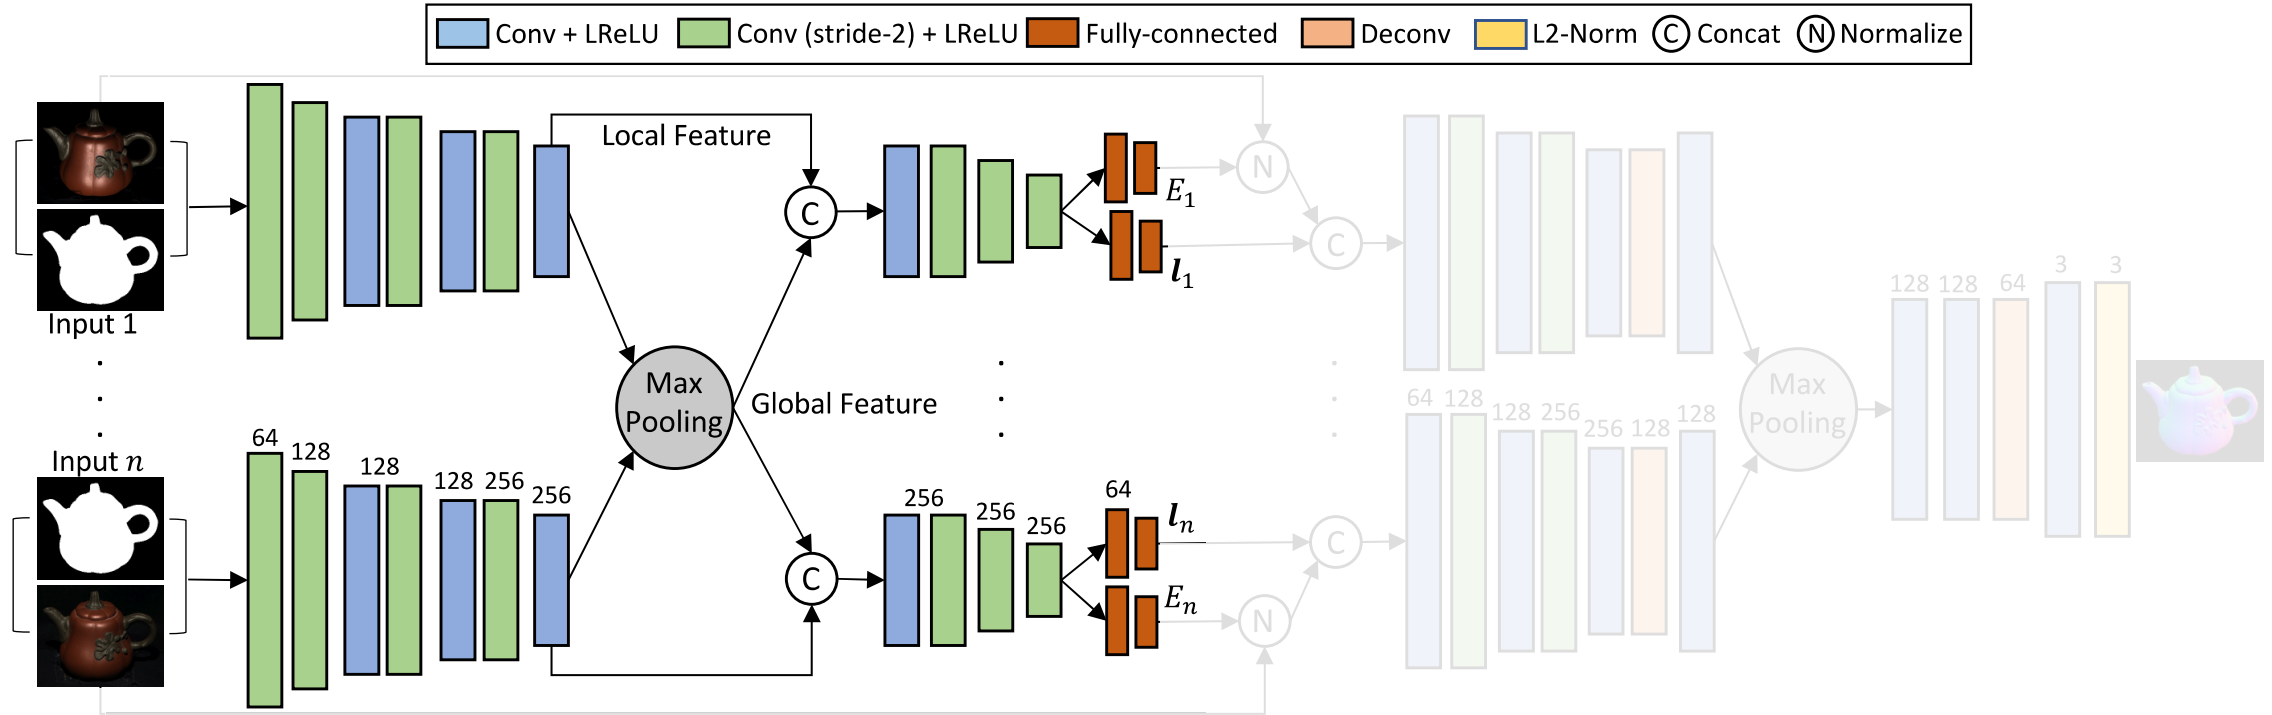 Conv + LReLU Conv (stride-2) + LReLU Fully-connected Deconv L2-Norm C Concat N Normalize
Local Feature
N
E₁
C
C
l₁
Input 1
Max
Pooling
Global Feature
Max
Pooling
128 128 64 3 3
64 128 128 256 256 128 128
Input n
64 128 128 128 256 256
256 256 256 64
lₙ
C
C
Eₙ
N